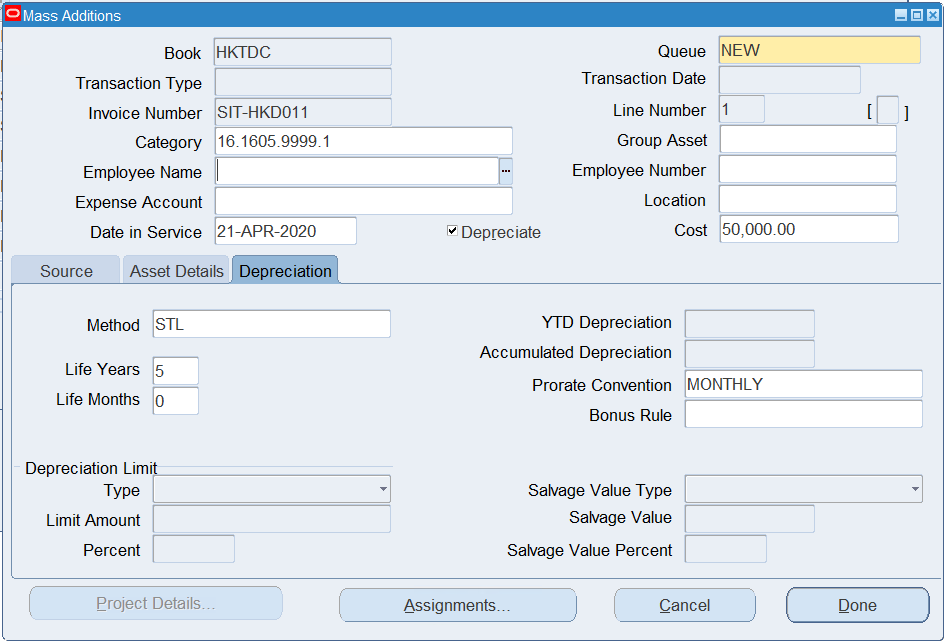 Mass Additions
Book HKTDC Queue NEW
Transaction Type Transaction Date
Invoice Number SIT-HKD011 Line Number 1 [ ]
Category 16.1605.9999.1 Group Asset
Employee Name ... Employee Number
Expense Account Location
Date in Service 21-APR-2020 Depreciate Cost 50,000.00
Source Asset Details Depreciation
Method STL YTD Depreciation
Accumulated Depreciation
Life Years 5 Prorate Convention MONTHLY
Life Months 0 Bonus Rule
Depreciation Limit
Type Salvage Value Type
Limit Amount Salvage Value
Percent Salvage Value Percent
Project Details... Assignments... Cancel Done